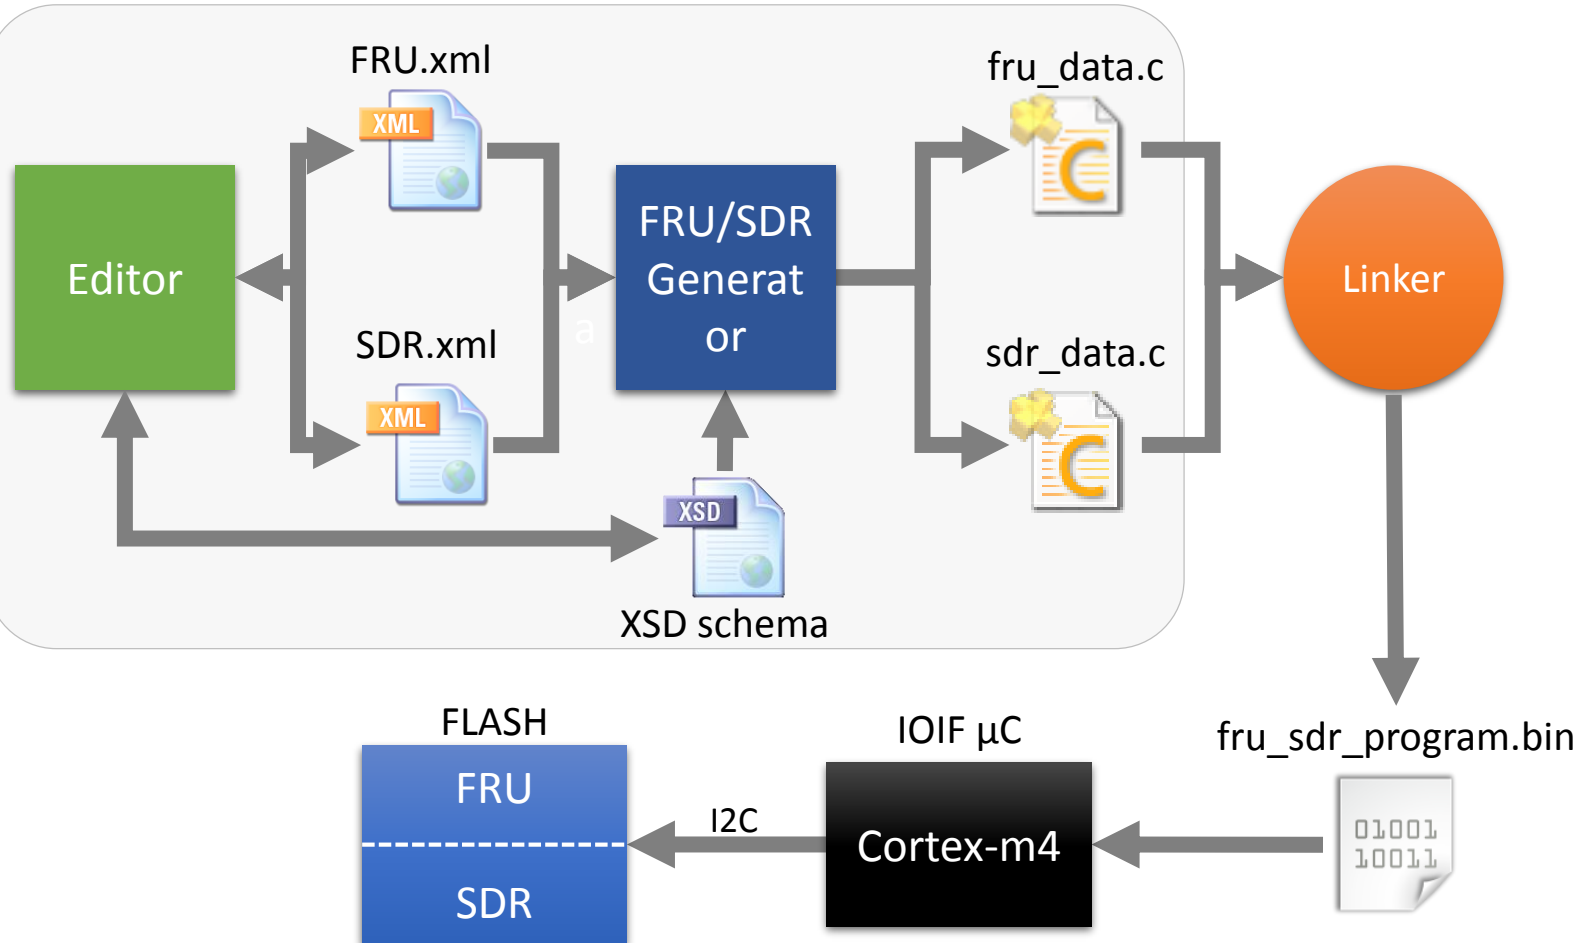 FRU.xml
XML
fru_data.c
C
Editor
SDR.xml
XML
a
FRU/SDR
Generat
or
sdr_data.c
C
Linker
XSD
XSD schema
FLASH
FRU
SDR
I2C
IOIF µC
Cortex-m4
fru_sdr_program.bin
01001
10011